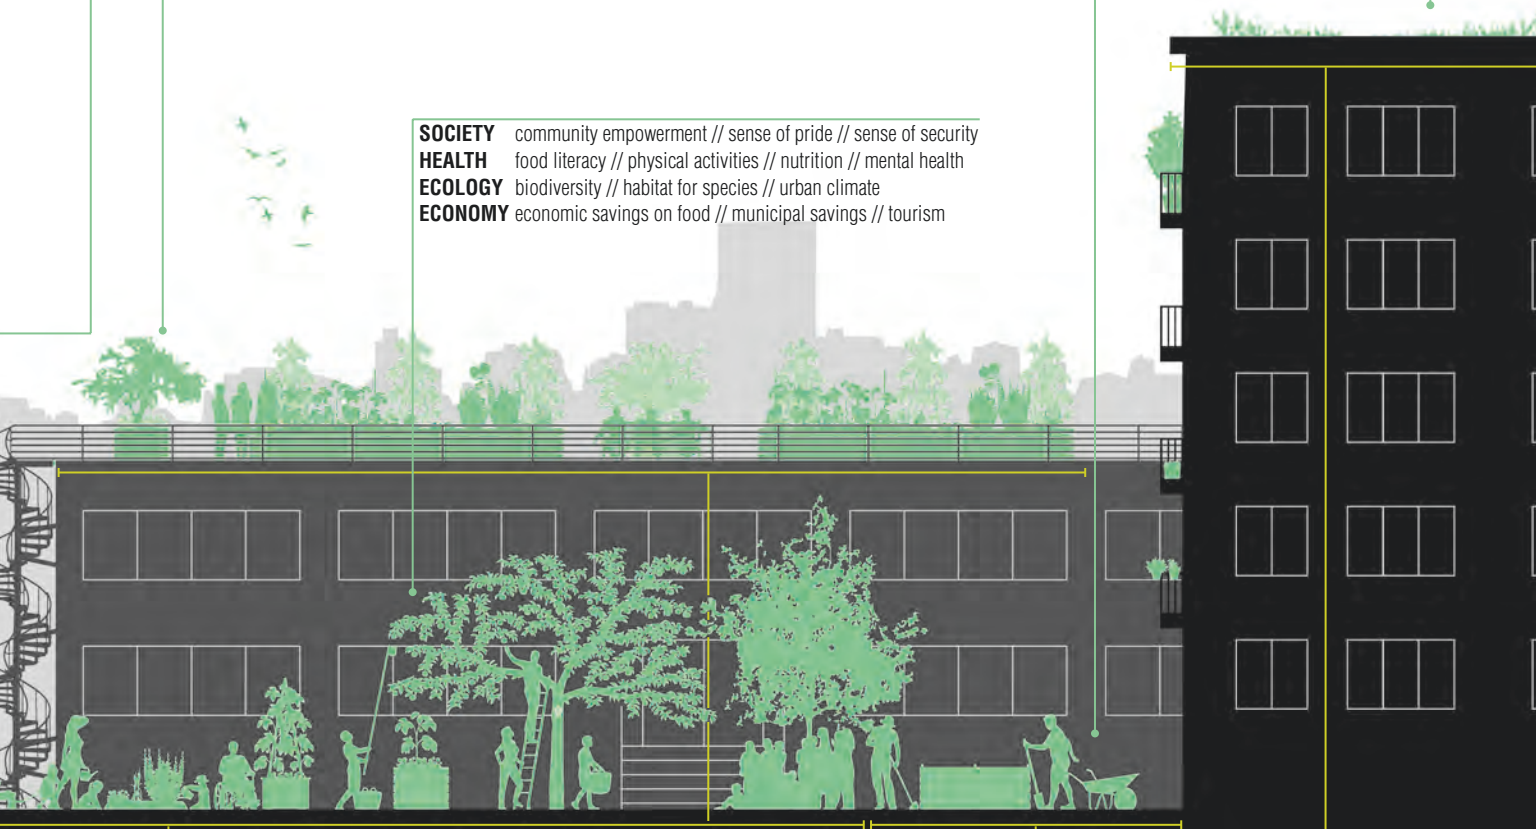 SOCIETY community empowerment // sense of pride // sense of security
HEALTH food literacy // physical activities // nutrition // mental health
ECOLOGY biodiversity // habitat for species // urban climate
ECONOMY economic savings on food // municipal savings // tourism